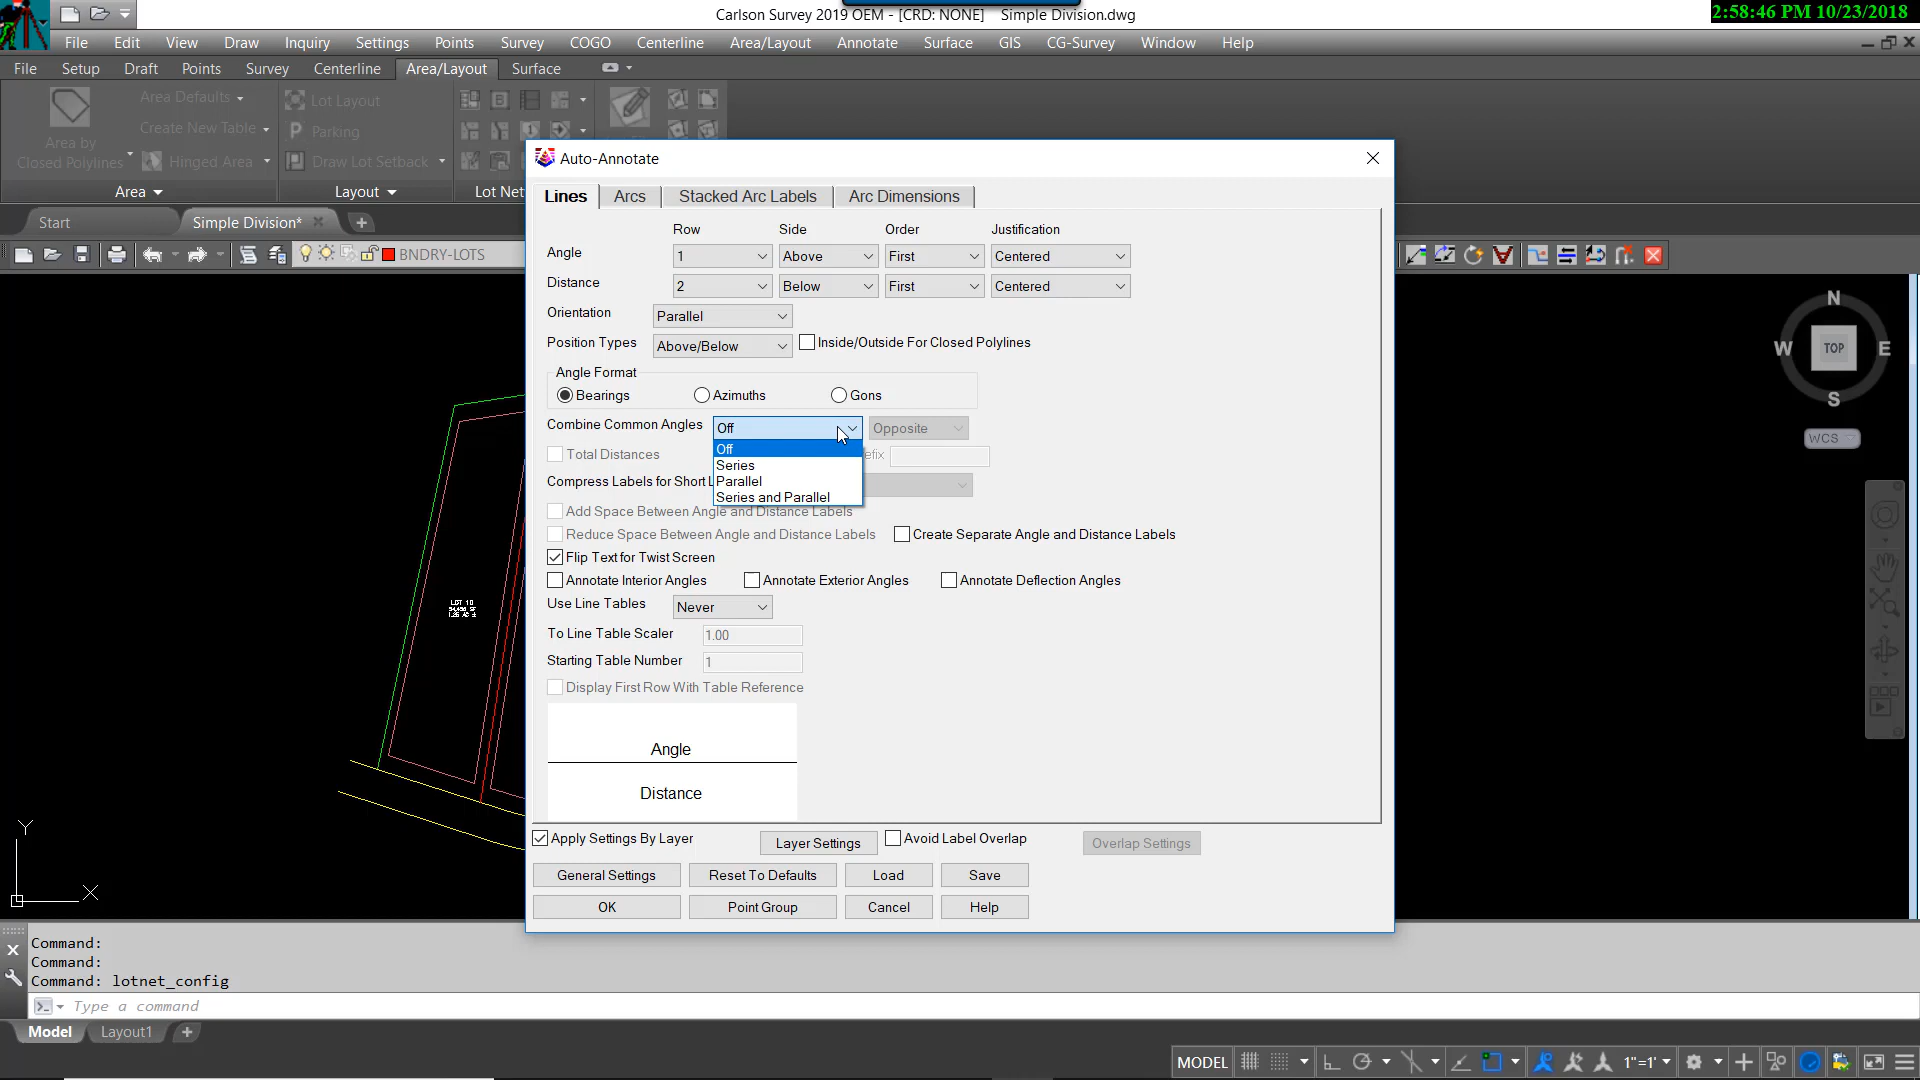 Carlson Survey 2019 OEM - [CRD: NONE] Simple Division.dwg
2:58:46 PM 10/23/2018
File Edit View Draw Inquiry Settings Points Survey COGO Centerline Area/Layout Annotate Surface GIS CG-Survey Window Help
File Setup Draft Points Survey Centerline Area/Layout Surface
Area by
Closed Polylines
Area Defaults
Create New Table
Hinged Area
Lot Layout
Parking
Draw Lot Setback
Area Layout Lot Net
Start Simple Division* +
BNDRY-LOTS
Auto-Annotate
Lines Arcs Stacked Arc Labels Arc Dimensions
Row Side Order Justification
Angle 1 Above First Centered
Distance 2 Below First Centered
Orientation Parallel
Position Types Above/Below Inside/Outside For Closed Polylines
Angle Format
Bearings Azimuths Gons
Combine Common Angles Off Opposite
Off
Series
Parallel
Series and Parallel
Total Distances efix
Compress Labels for Short L
Add Space Between Angle and Distance Labels
Reduce Space Between Angle and Distance Labels Create Separate Angle and Distance Labels
Flip Text for Twist Screen
Annotate Interior Angles Annotate Exterior Angles Annotate Deflection Angles
Use Line Tables Never
To Line Table Scaler 1.00
Starting Table Number 1
Display First Row With Table Reference
Angle
Distance
Apply Settings By Layer Layer Settings Avoid Label Overlap Overlap Settings
General Settings Reset To Defaults Load Save
OK Point Group Cancel Help
LOT 10
N
W TOP E
S
WCS
Y
X
Command:
Command:
Command: lotnet_config
Type a command
Model Layout1 +
MODEL 1"=1'